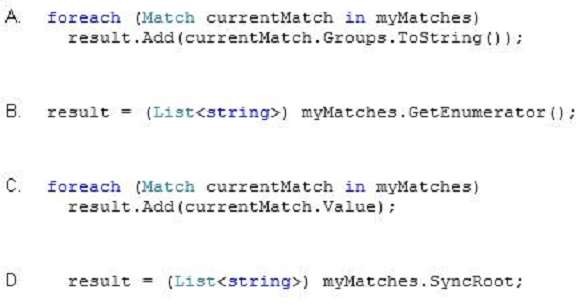 A. foreach (Match currentMatch in myMatches)
result.Add(currentMatch.Groups.ToString());
B. result = (List<string>) myMatches.GetEnumerator();
C. foreach (Match currentMatch in myMatches)
result.Add(currentMatch.Value);
D result = (List<string>) myMatches.SyncRoot;